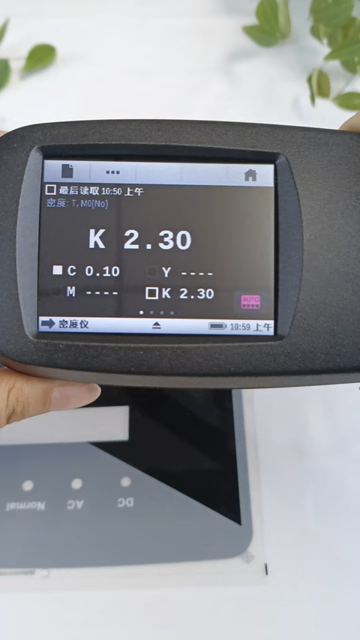 •••
最后读取 10:50 上午
密度: T, M0[No]
K 2.30
C 0.10
Y ----
M ----
K 2.30
AUTO
密度仪
10:59 上午
Normal
AC
DC